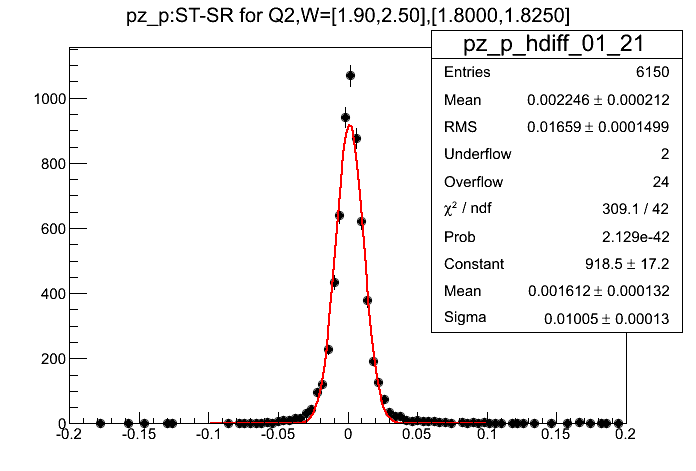 pz_p:ST-SR for Q2,W=[1.90,2.50],[1.8000,1.8250]
pz_p_hdiff_01_21
Entries 6150
Mean 0.002246 ± 0.000212
RMS 0.01659 ± 0.0001499
Underflow 2
Overflow 24
χ² / ndf 309.1 / 42
Prob 2.129e-42
Constant 918.5 ± 17.2
Mean 0.001612 ± 0.000132
Sigma 0.01005 ± 0.00013
1000
800
600
400
200
0
-0.2 -0.15 -0.1 -0.05 0 0.05 0.1 0.15 0.2